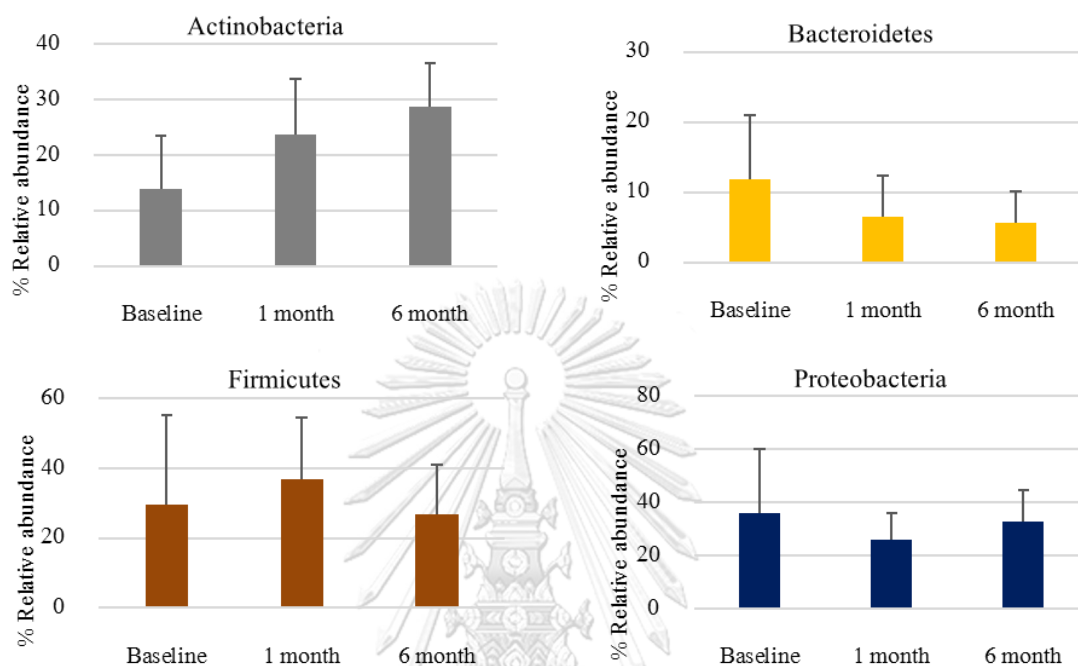 Actinobacteria
% Relative abundance
40
30
20
10
0
Baseline 1 month 6 month
Bacteroidetes
% Relative abundance
30
20
10
0
Baseline 1 month 6 month
Firmicutes
% Relative abundance
60
40
20
0
Baseline 1 month 6 month
Proteobacteria
% Relative abundance
80
60
40
20
0
Baseline 1 month 6 month